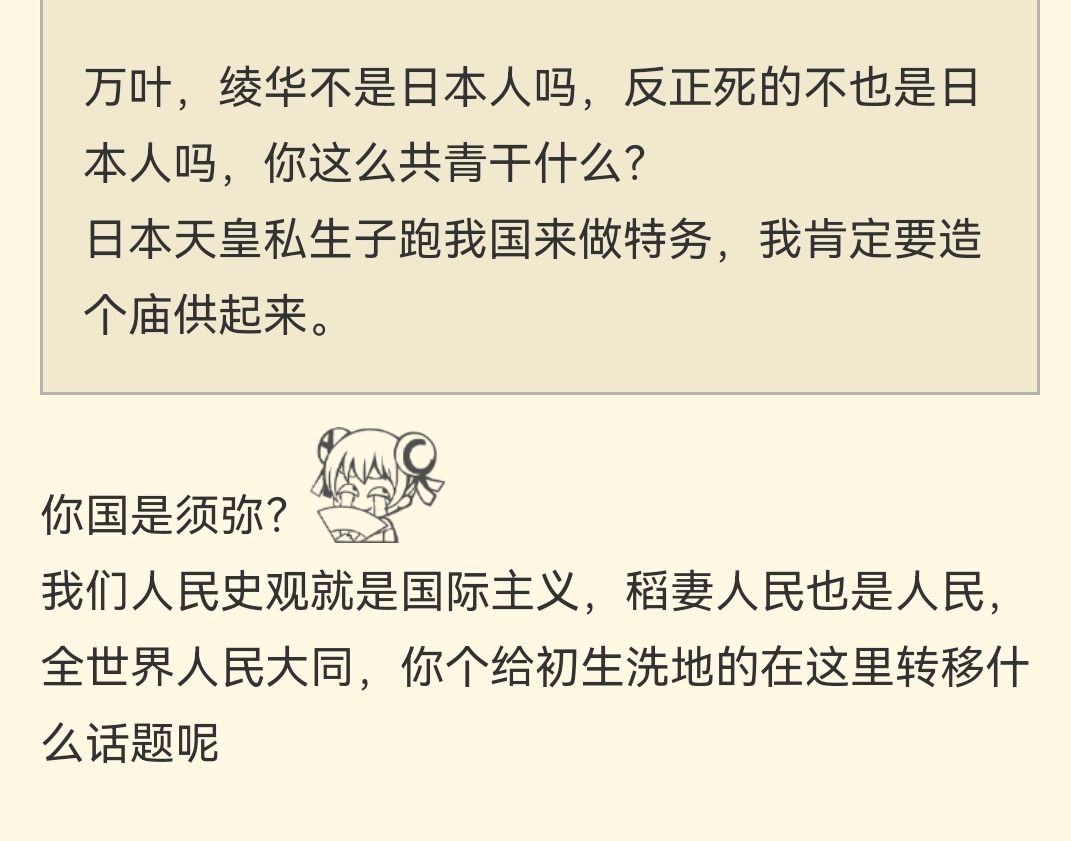 万叶，绫华不是日本人吗，反正死的不也是日
本人吗，你这么共青干什么？
日本天皇私生子跑我国来做特务，我肯定要造
个庙供起来。
你国是须弥？
我们人民史观就是国际主义，稻妻人民也是人民，
全世界人民大同，你个给初生洗地的在这里转移什
么话题呢